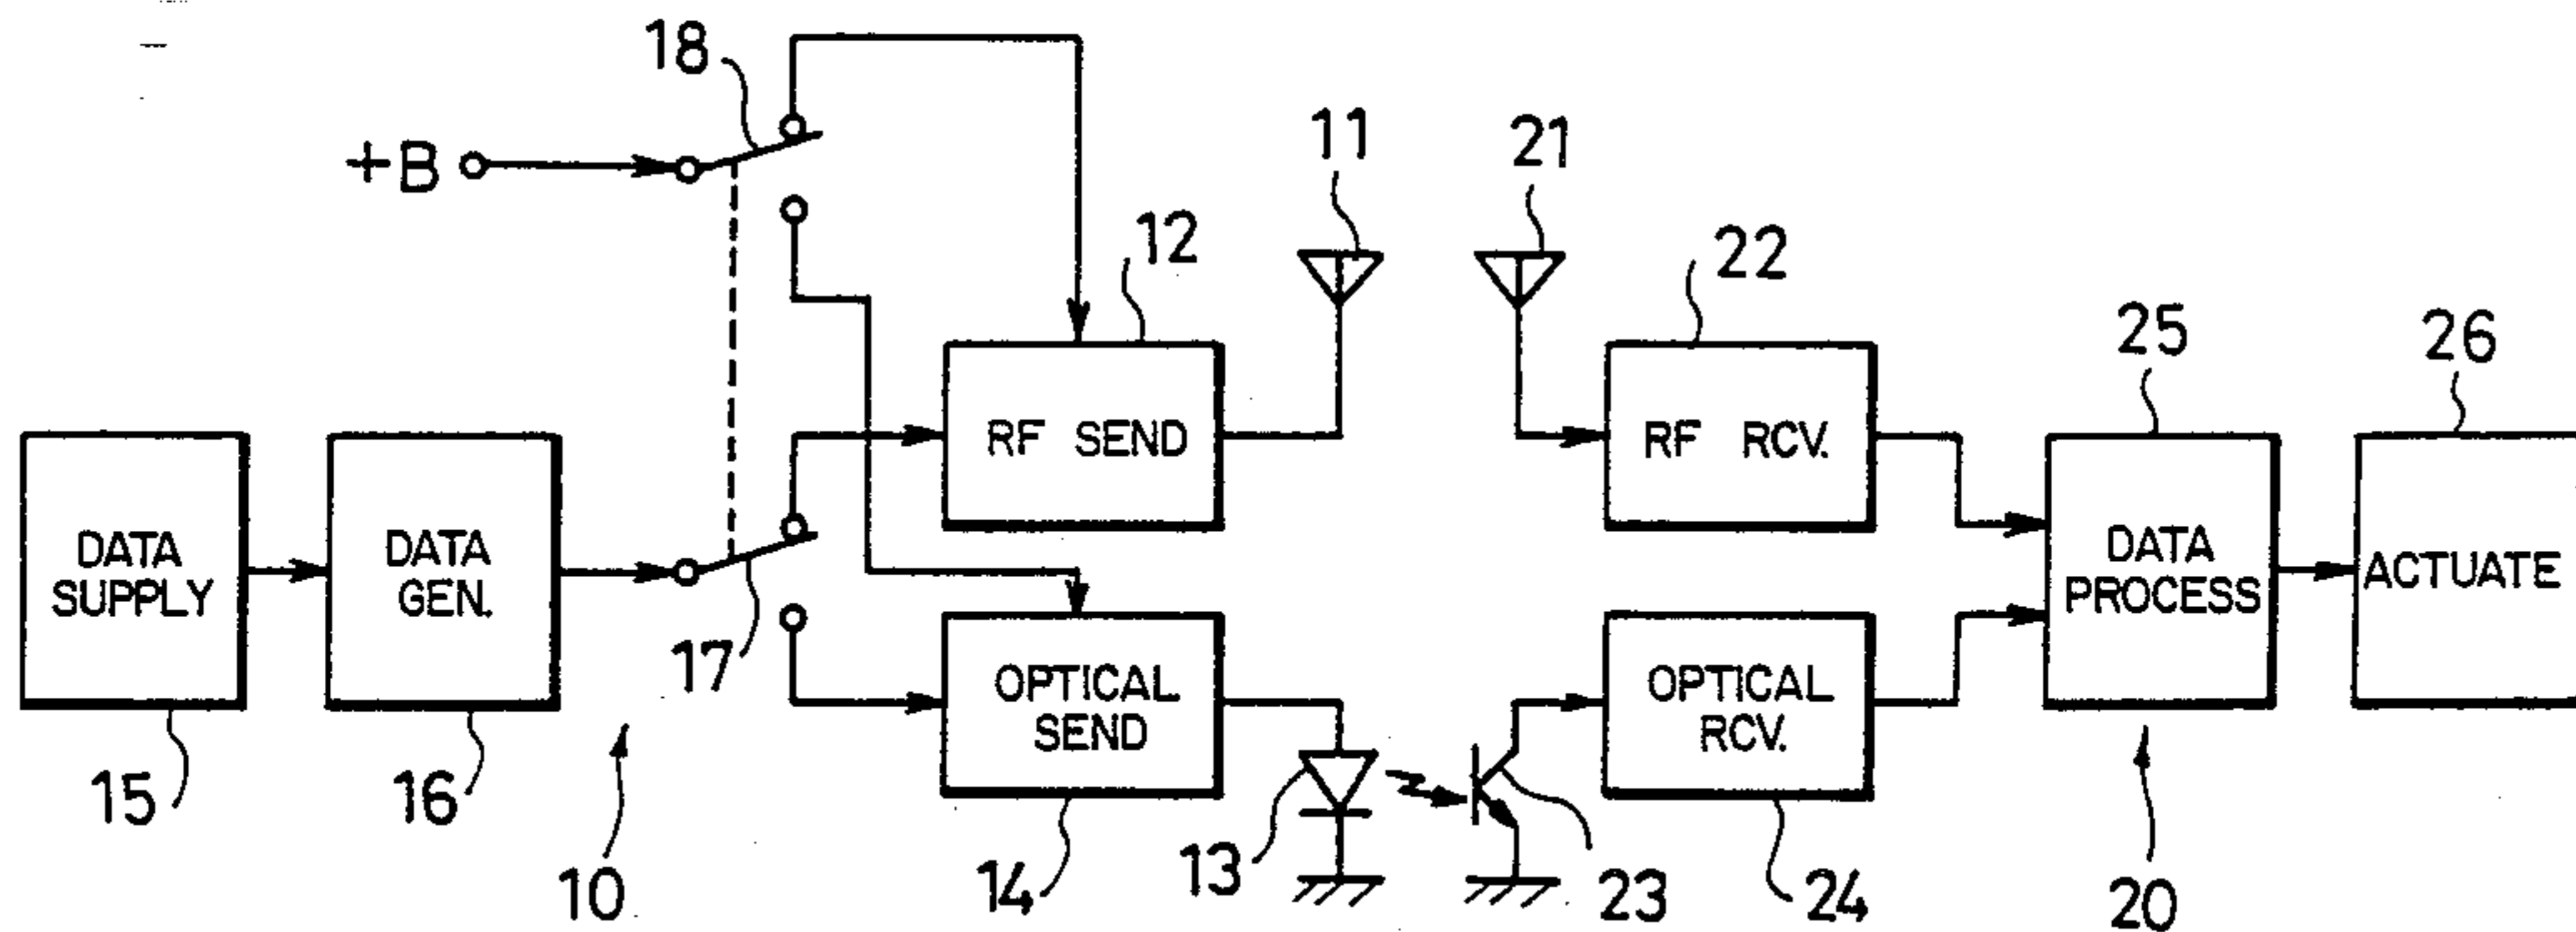 18
+B
11
21
12
22
25
26
RF SEND
RF RCV.
DATA
SUPPLY
DATA
GEN.
DATA
PROCESS
ACTUATE
17
OPTICAL
SEND
OPTICAL
RCV.
15
16
10
14
13
23
24
20